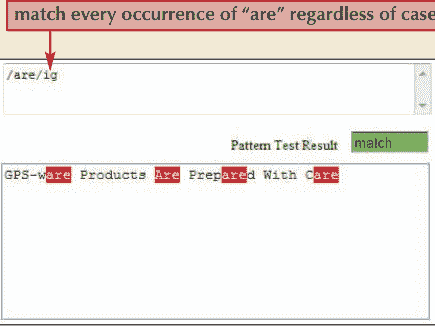 match every occurrence of “are” regardless of case
/are/ig
Pattern Test Result match
GPS-ware Products Are Prepared With Care